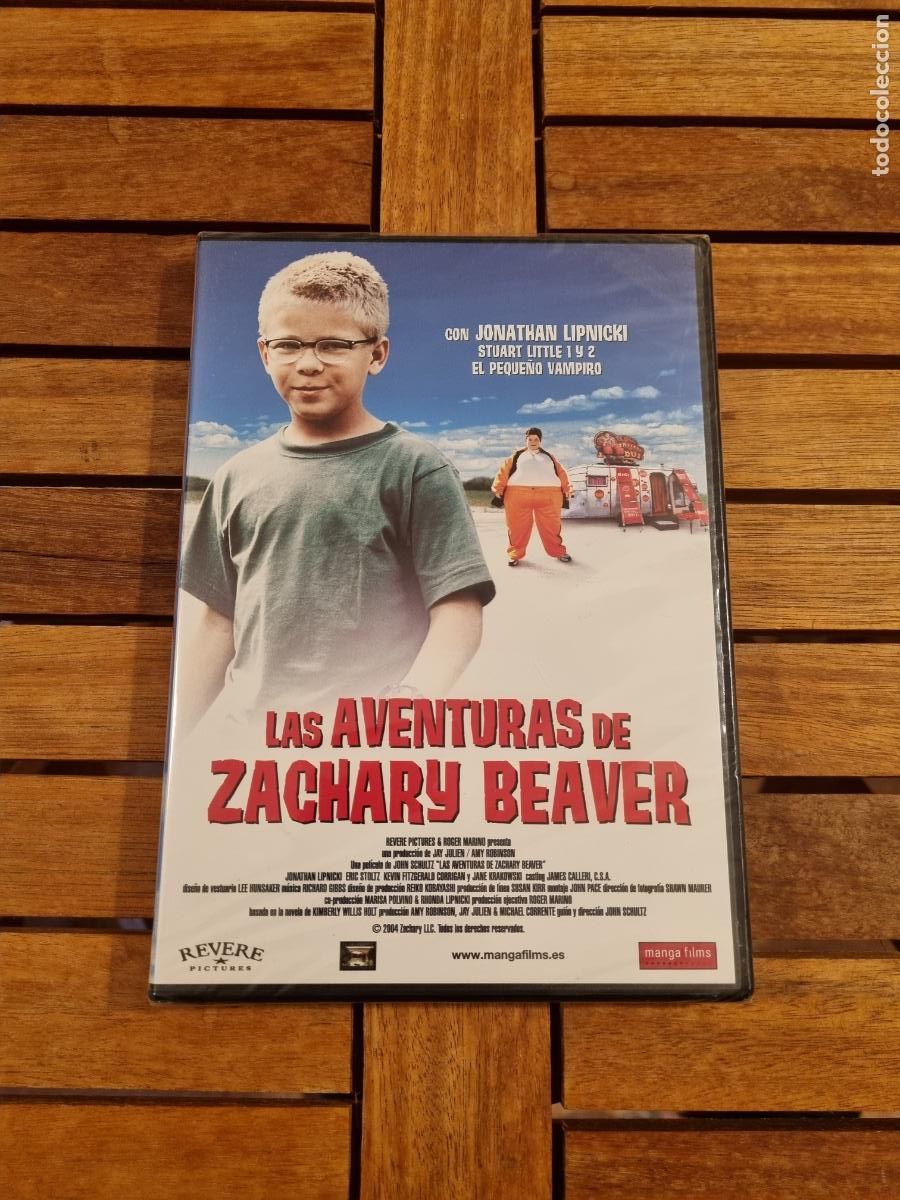 todocoleccion
CON JONATHAN LIPNICKI
STUART LITTLE 1 Y 2
EL PEQUEÑO VAMPIRO
LAS AVENTURAS DE
ZACHARY BEAVER
REVERE PICTURES & ROGER MARINO presenta
una producción de JAY JULIEN / AMY ROBINSON
Una película de JOHN SCHULTZ "LAS AVENTURAS DE ZACHARY BEAVER"
JONATHAN LIPNICKI ERIC STOLTZ KEVIN FITZGERALD CORRIGAN y JANE KRAKOWSKI casting JAMES CALLERI, C.S.A.
diseño de vestuario LEE HUNSAKER música RICHARD GIBBS diseño de producción REIKO KOBAYASHI producción de línea SUSAN KIRR montaje JOHN PACE dirección de fotografía SHAWN MAURER
co-producción MARISA POLVINO & RHONDA LIPNICKI producción ejecutivo ROGER MARINO
basada en la novela de KIMBERLY WILLIS HOLT producción AMY ROBINSON, JAY JULIEN & MICHAEL CORRENTE guión y dirección JOHN SCHULTZ
© 2004 Zachary LLC. Todos los derechos reservados.
REVERE
PICTURES
www.mangafilms.es
manga films